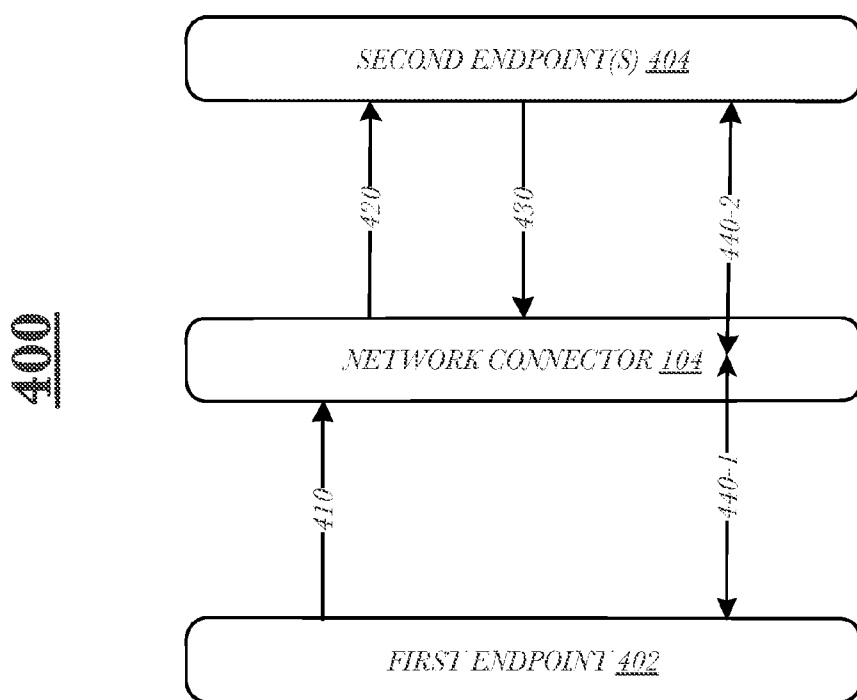 400
SECOND ENDPOINT(S) 404
420
430
440-2
NETWORK CONNECTOR 104
410
440-1
FIRST ENDPOINT 402